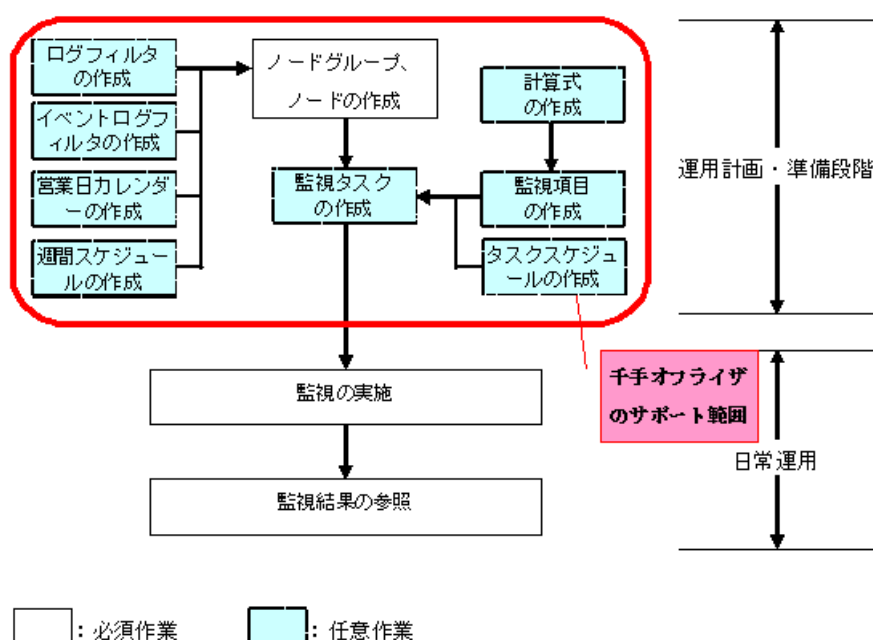 ログフィルタ
の作成
ノードグループ、
ノードの作成
計算式
の作成
イベントログフ
ィルタの作成
運用計画・準備段階
営業日カレンダ
ーの作成
監視タスク
の作成
監視項目
の作成
週間スケジュー
ルの作成
タスクスケジュ
ールの作成
千手オフライザ
のサポート範囲
監視の実施
日常運用
監視結果の参照
：必須作業
：任意作業